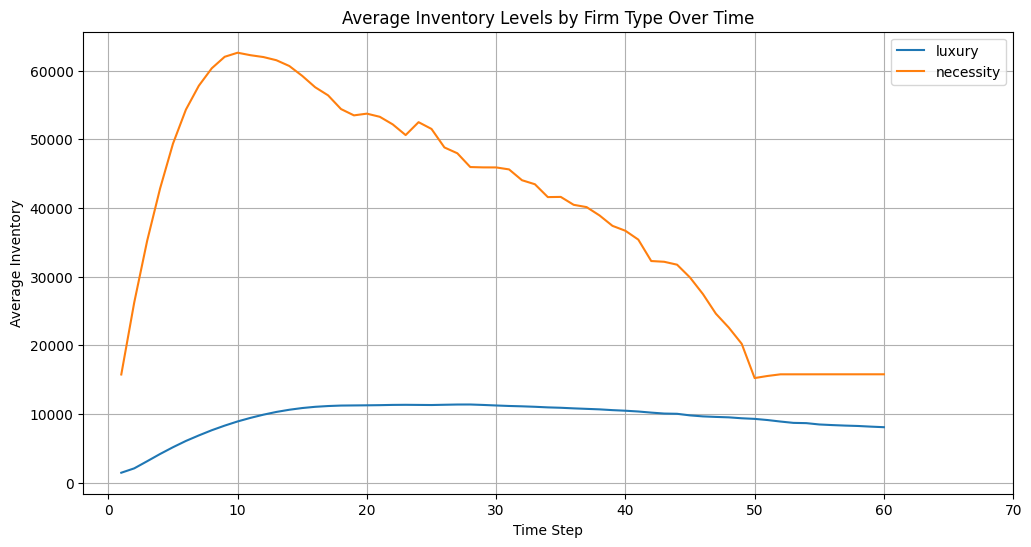 Average Inventory Levels by Firm Type Over Time
luxury
necessity
60000
50000
40000
30000
20000
10000
0
Average Inventory
0 10 20 30 40 50 60 70
Time Step